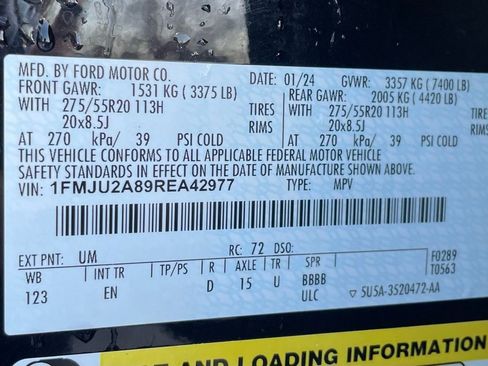 MFD. BY FORD MOTOR CO.
DATE: 01/24 GVWR: 3357 KG ( 7400 LB)
FRONT GAWR: 1531 KG ( 3375 LB) REAR GAWR: 2005 KG ( 4420 LB)
WITH 275/55R20 113H TIRES WITH 275/55R20 113H TIRES
20x8.5J RIMS 20x8.5J RIMS
AT 270 kPa/ 39 PSI COLD AT 270 kPa/ 39 PSI COLD
THIS VEHICLE CONFORMS TO ALL APPLICABLE FEDERAL MOTOR VEHICLE
SAFETY STANDARDS IN EFFECT ON THE DATE OF MANUFACTURE SHOWN ABOVE.
VIN: 1FMJU2A89REA42977 TYPE: MPV
EXT PNT: UM RC: 72 DSO:
WB INT TR TP/PS R AXLE TR SPR F0289
T0563
123 EN D 15 U BBBB
ULC ▽ 5U5A-3520472-AA
AND LOADING INFORMATION